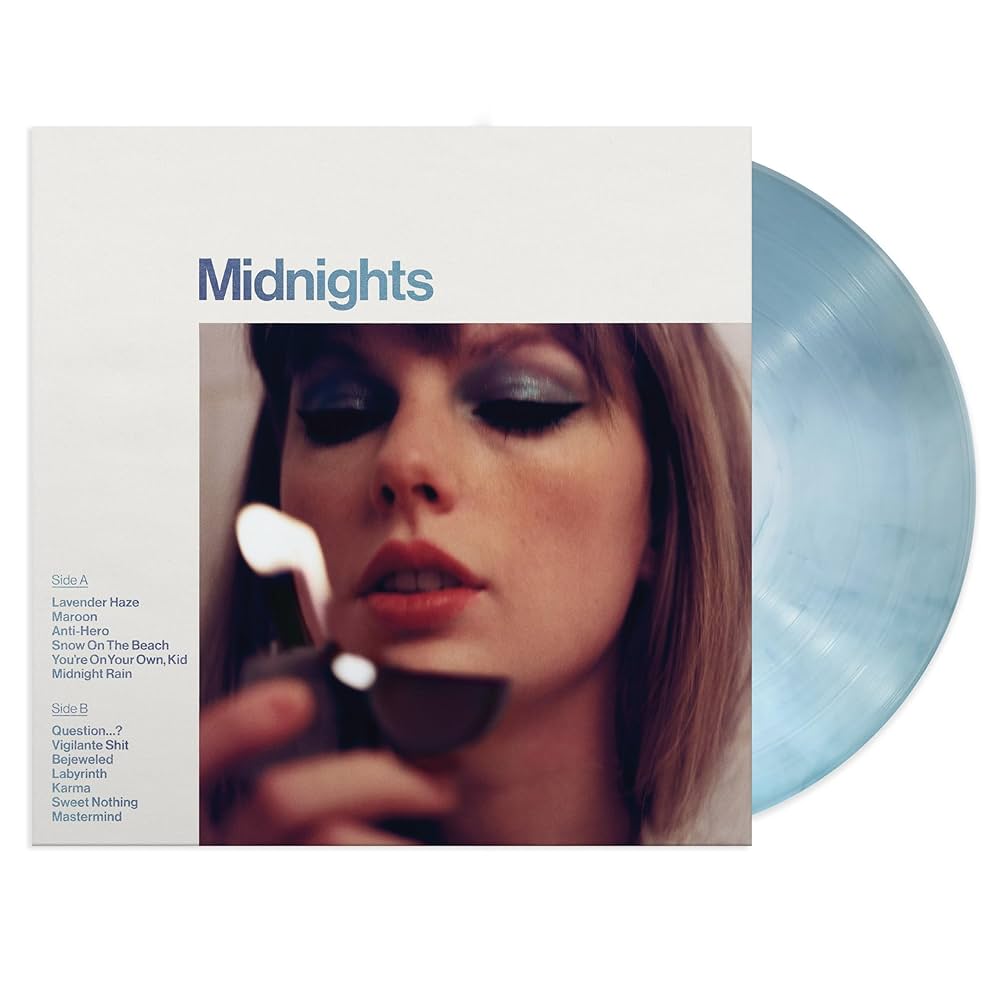 Midnights
Side A
Lavender Haze
Maroon
Anti-Hero
Snow On The Beach
You're On Your Own, Kid
Midnight Rain
Side B
Question...?
Vigilante Shit
Bejeweled
Labyrinth
Karma
Sweet Nothing
Mastermind